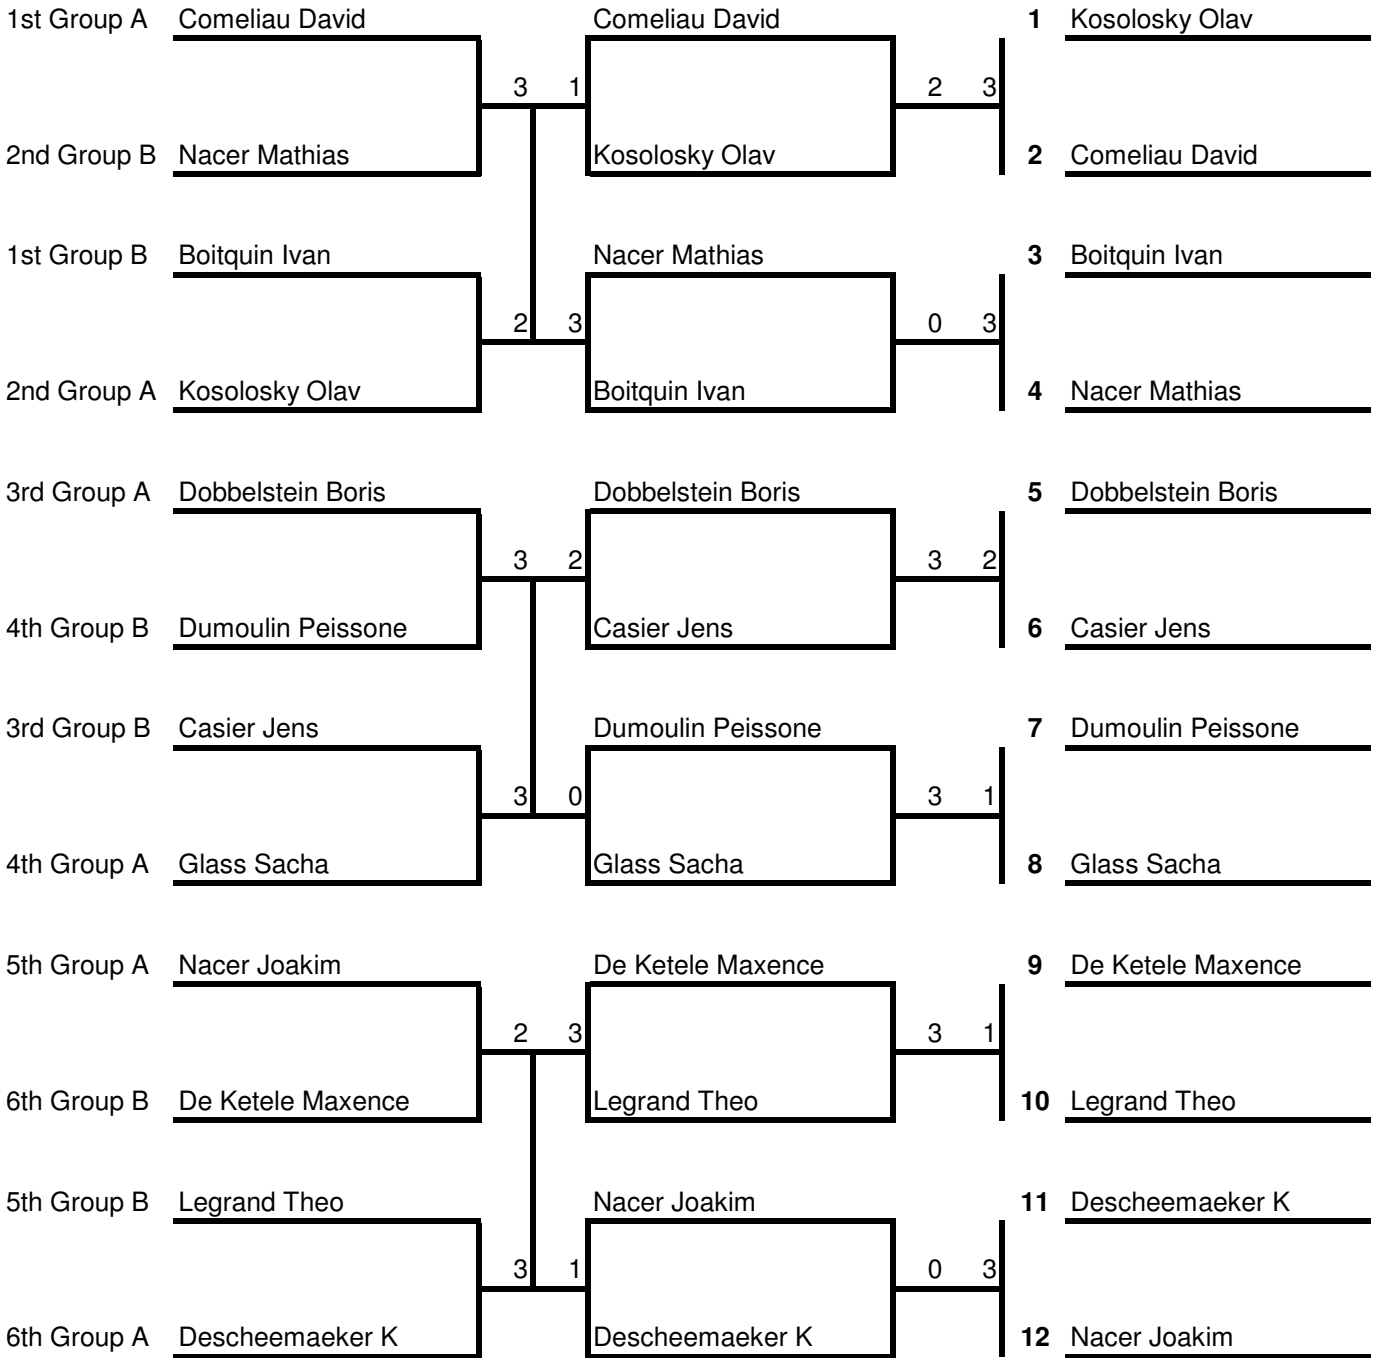 1st Group A Comeliau David Comeliau David 1 Kosolosky Olav
3 1 2 3
2nd Group B Nacer Mathias Kosolosky Olav 2 Comeliau David
1st Group B Boitquin Ivan Nacer Mathias 3 Boitquin Ivan
2 3 0 3
2nd Group A Kosolosky Olav Boitquin Ivan 4 Nacer Mathias
3rd Group A Dobbelstein Boris Dobbelstein Boris 5 Dobbelstein Boris
3 2 3 2
4th Group B Dumoulin Peissone Casier Jens 6 Casier Jens
3rd Group B Casier Jens Dumoulin Peissone 7 Dumoulin Peissone
3 0 3 1
4th Group A Glass Sacha Glass Sacha 8 Glass Sacha
5th Group A Nacer Joakim De Ketele Maxence 9 De Ketele Maxence
2 3 3 1
6th Group B De Ketele Maxence Legrand Theo 10 Legrand Theo
5th Group B Legrand Theo Nacer Joakim 11 Descheemaeker K
3 1 0 3
6th Group A Descheemaeker K Descheemaeker K 12 Nacer Joakim